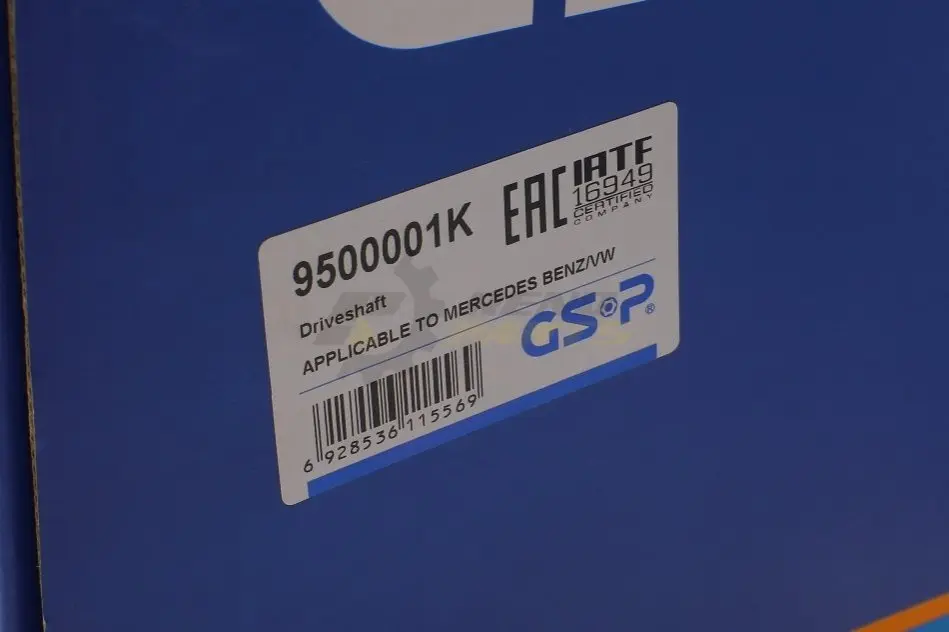 9500001K
EAC
IATF
16949
CERTIFIED
COMPANY
Driveshaft
APPLICABLE TO MERCEDES BENZ/VW
GSP®
6 928536 115569